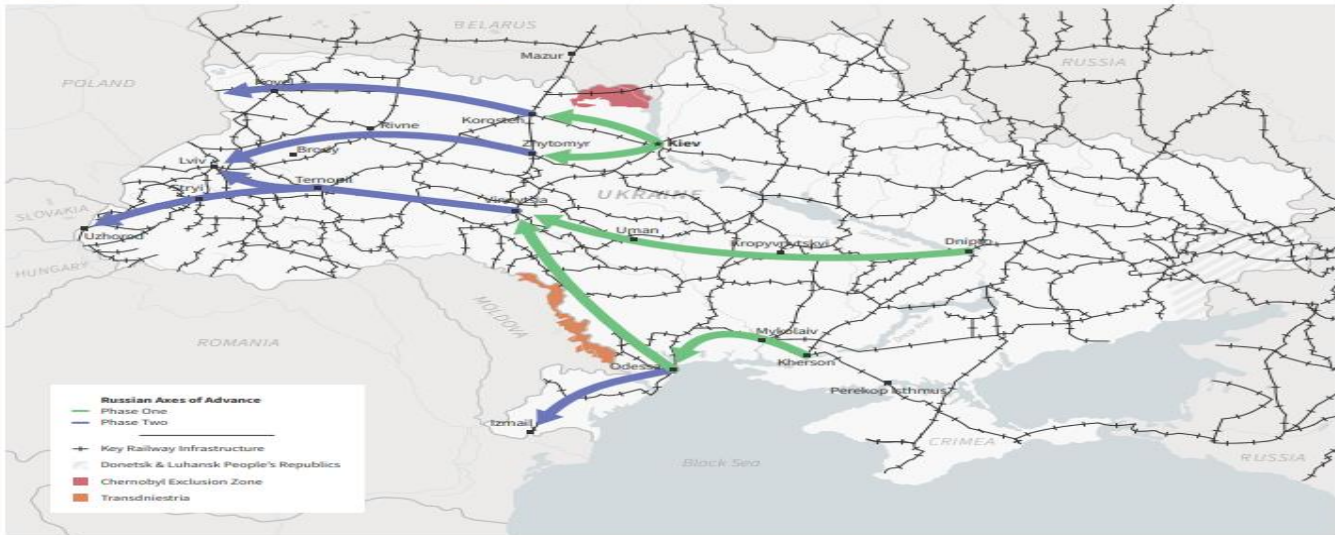 BELARUS
Mazur
RUSSIA
POLAND
Kovel
Korosten
Rivne
Kiev
Zhytomyr
Brody
Lviv
Ternopil
UKRAINE
Stryi
SLOVAKIA
Vinnytsia
Uzhorod
Uman
Kropyvnytskyi
Dnipro
HUNGARY
MOLDOVA
Mykolaiv
ROMANIA
Kherson
Odessa
Perekop Isthmus
Izmail
CRIMEA
Black Sea
RUSSIA
Russian Axes of Advance
Phase One
Phase Two
Key Railway Infrastructure
Donetsk & Luhansk People's Republics
Chernobyl Exclusion Zone
Transdniestria